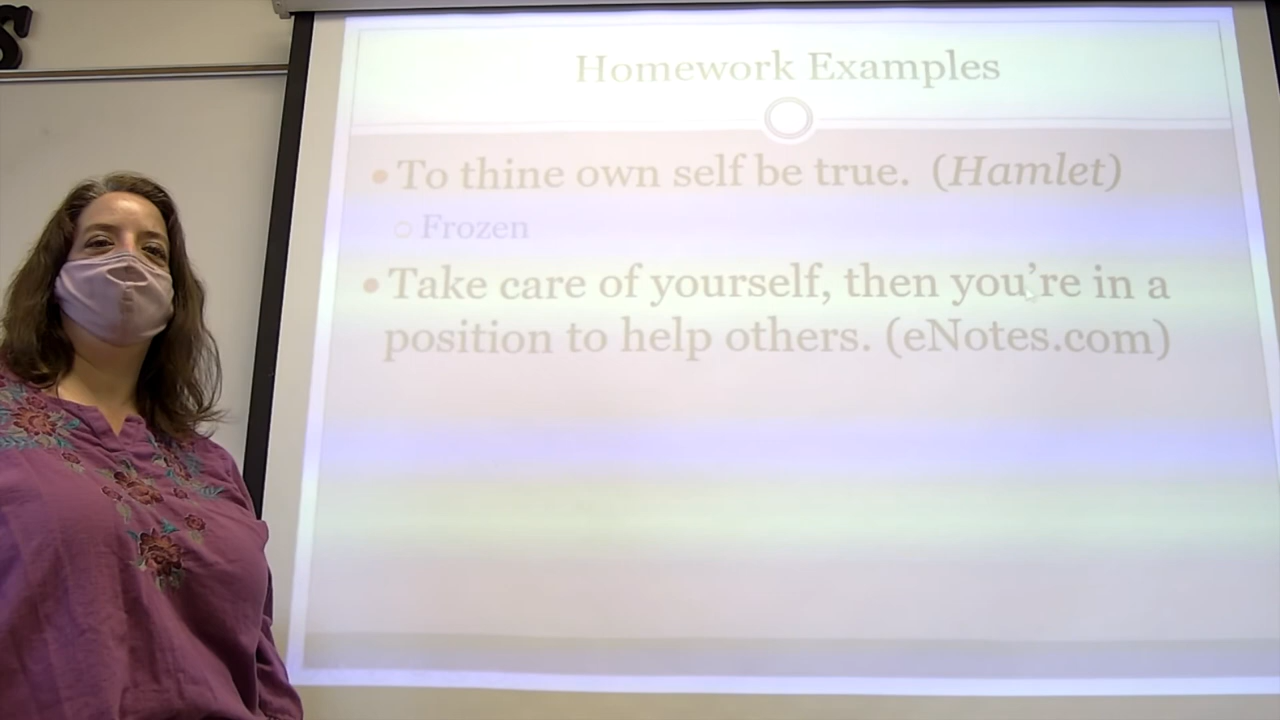 Homework Examples
To thine own self be true. (Hamlet)
Frozen
Take care of yourself, then you're in a
position to help others. (eNotes.com)